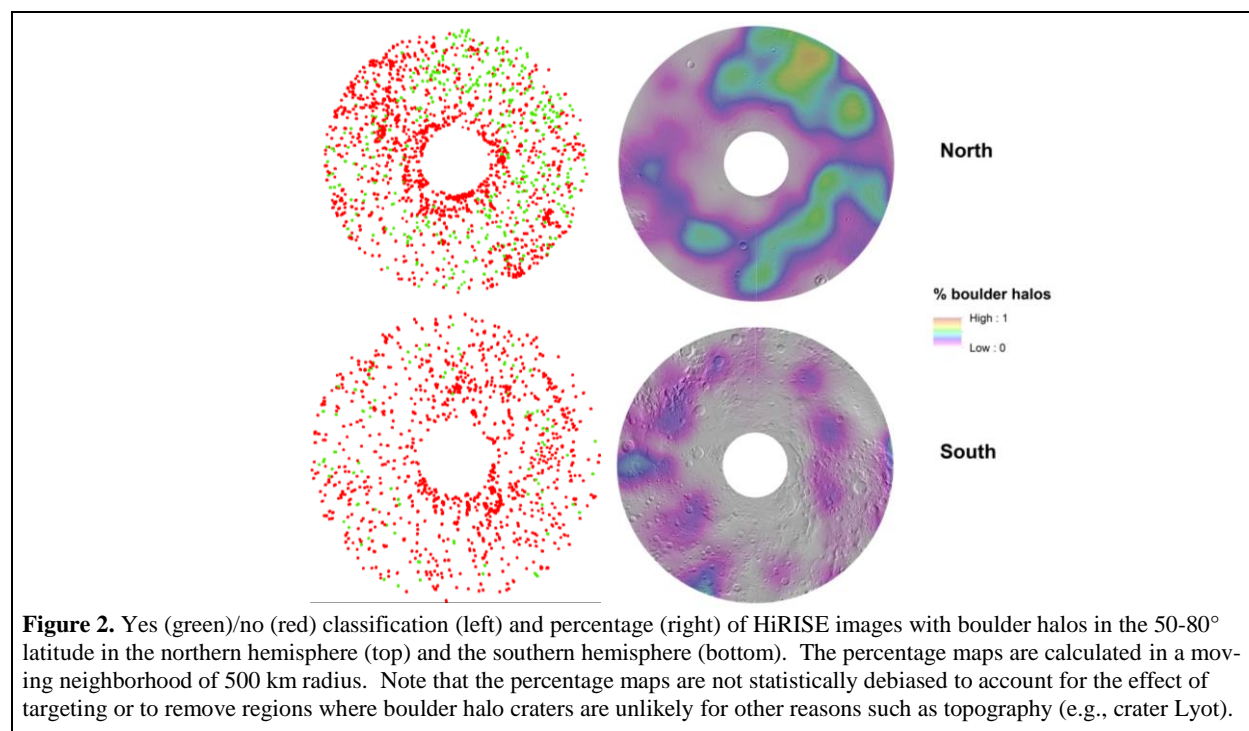 North
% boulder halos
High : 1
Low : 0
South
Figure 2. Yes (green)/no (red) classification (left) and percentage (right) of HiRISE images with boulder halos in the 50-80°
latitude in the northern hemisphere (top) and the southern hemisphere (bottom). The percentage maps are calculated in a mov-
ing neighborhood of 500 km radius. Note that the percentage maps are not statistically debiased to account for the effect of
targeting or to remove regions where boulder halo craters are unlikely for other reasons such as topography (e.g., crater Lyot).